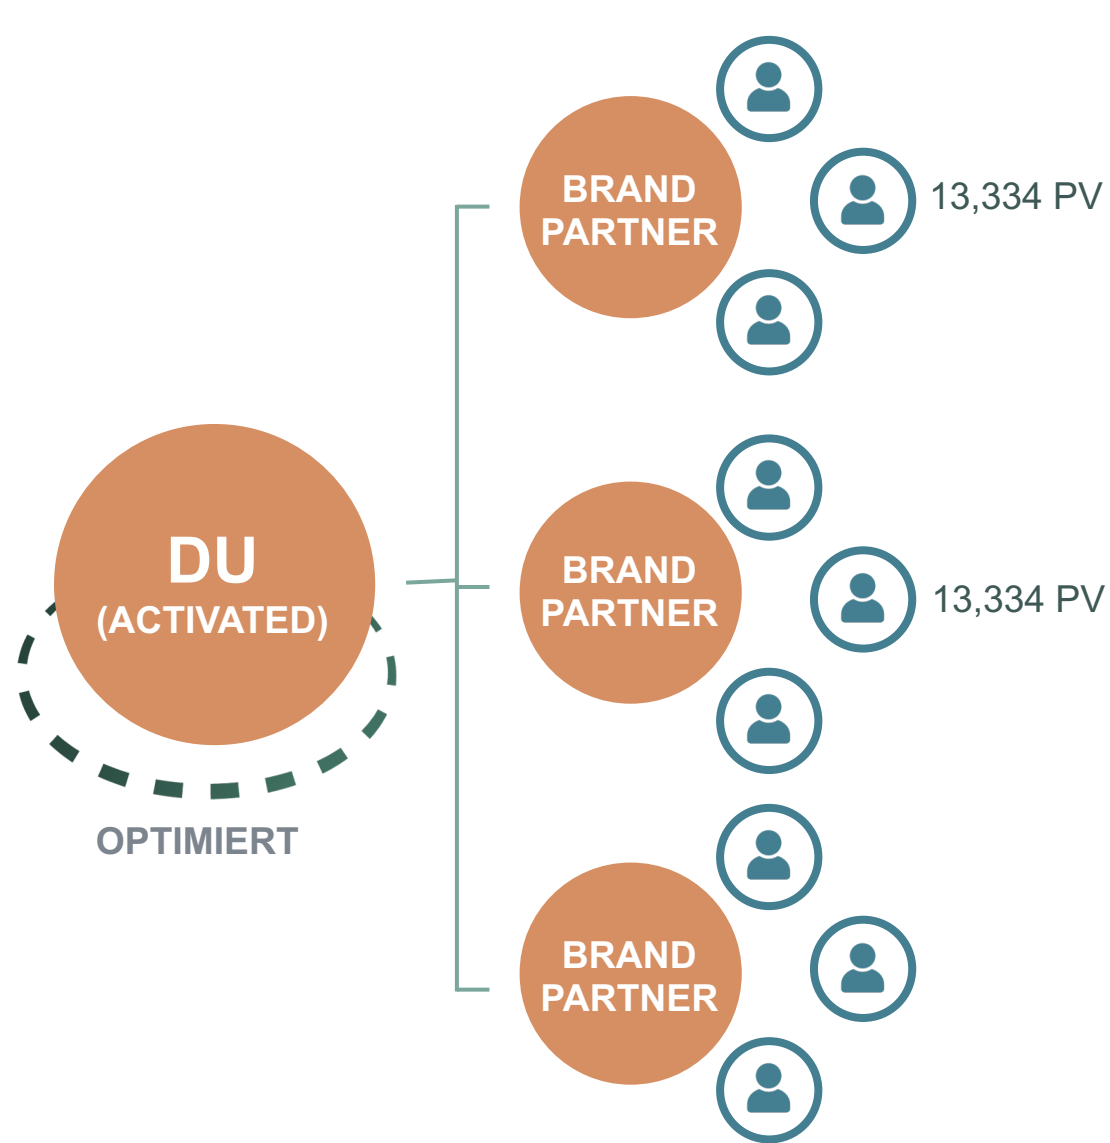 BRAND
PARTNER
13,334 PV
DU
(ACTIVATED)
OPTIMIERT
BRAND
PARTNER
13,334 PV
BRAND
PARTNER